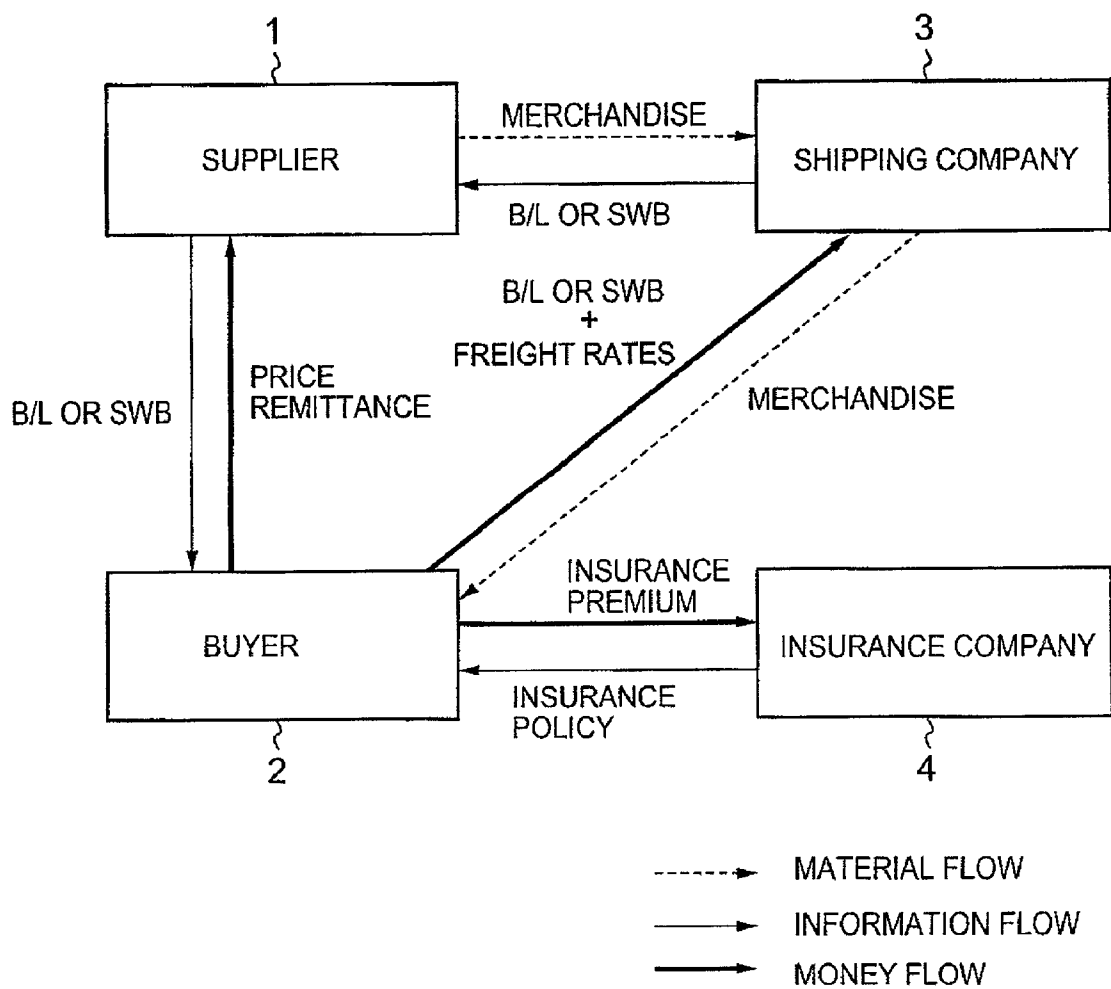 1
3
SUPPLIER
MERCHANDISE
SHIPPING COMPANY
B/L OR SWB
B/L OR SWB
+
FREIGHT RATES
PRICE
REMITTANCE
B/L OR SWB
MERCHANDISE
INSURANCE
PREMIUM
BUYER
INSURANCE COMPANY
INSURANCE
POLICY
2
4
MATERIAL FLOW
INFORMATION FLOW
MONEY FLOW